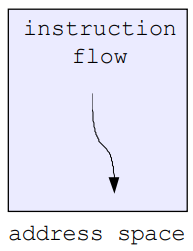 instruction
flow
address space